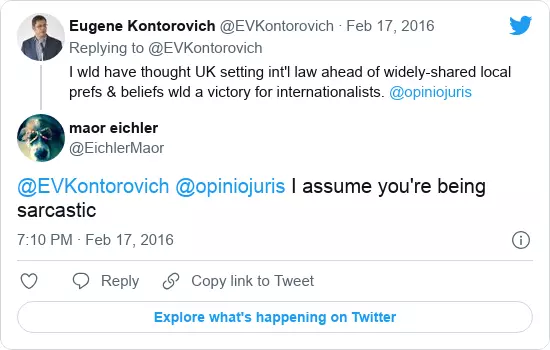 Eugene Kontorovich @EVKontorovich · Feb 17, 2016
Replying to @EVKontorovich
I wld have thought UK setting int'l law ahead of widely-shared local
prefs & beliefs wld a victory for internationalists. @opiniojuris
maor eichler
@EichlerMaor
@EVKontorovich @opiniojuris I assume you're being
sarcastic
7:10 PM · Feb 17, 2016
Reply
Copy link to Tweet
Explore what's happening on Twitter